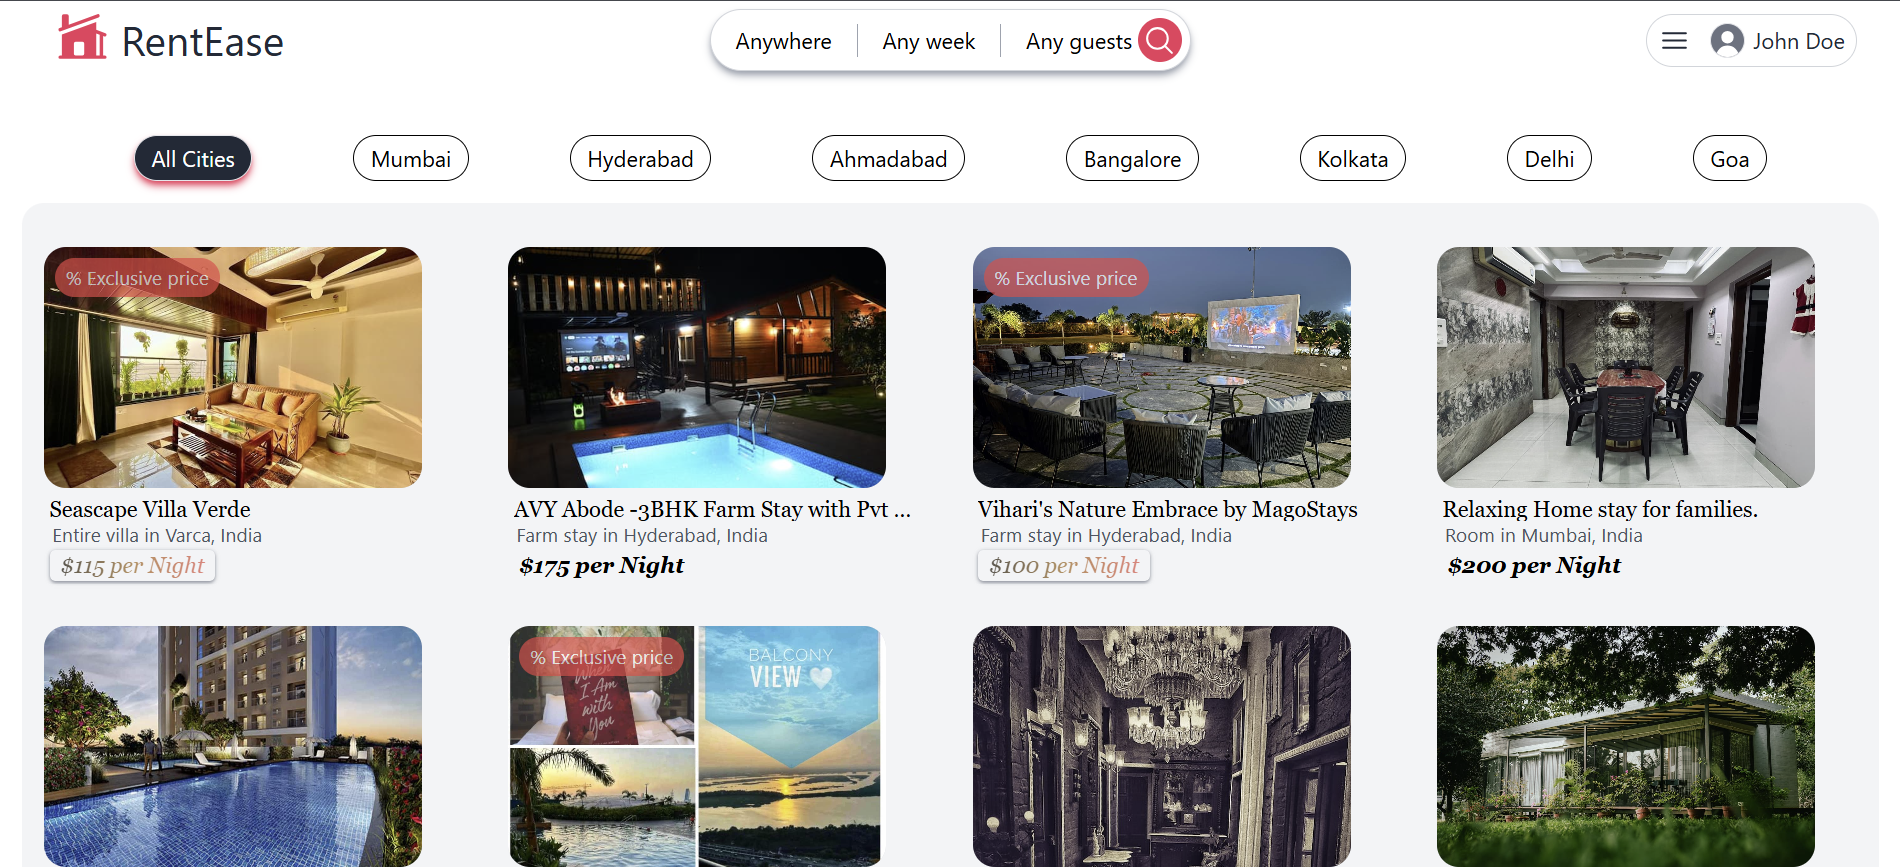 RentEase
Anywhere
Any week
Any guests
John Doe
All Cities
Mumbai
Hyderabad
Ahmadabad
Bangalore
Kolkata
Delhi
Goa
% Exclusive price
% Exclusive price
Seascape Villa Verde
Entire villa in Varca, India
$115 per Night
AVY Abode -3BHK Farm Stay with Pvt ...
Farm stay in Hyderabad, India
$175 per Night
Vihari's Nature Embrace by MagoStays
Farm stay in Hyderabad, India
$100 per Night
Relaxing Home stay for families.
Room in Mumbai, India
$200 per Night
% Exclusive price
When
I Am
with
You
BALCONY
VIEW